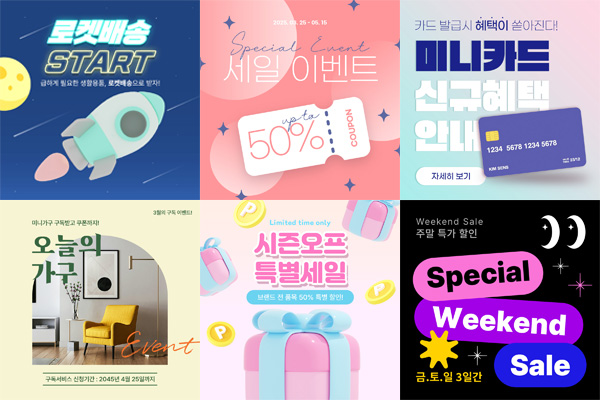 로켓배송
START
급하게 필요한 생활용품, 로켓배송으로 받자!
Special Event
세일 이벤트
up to
50%
COUPON
카드 발급시 혜택이 쏟아진다!
미니카드
신규혜택
안내
1234 5678 1234 5678
자세히 보기
3월의 구독 이벤트!
미니가구 구독받고 쿠폰까지!
오늘의
가구
Event
구독서비스 신청기간 : 2045년 4월 25일까지
Limited time only
시즌오프
특별세일
브랜드 전 품목 50% 특별 할인!
P
P
P
Weekend Sale
주말 특가 할인
Special
Weekend
Sale
금.토.일 3일간